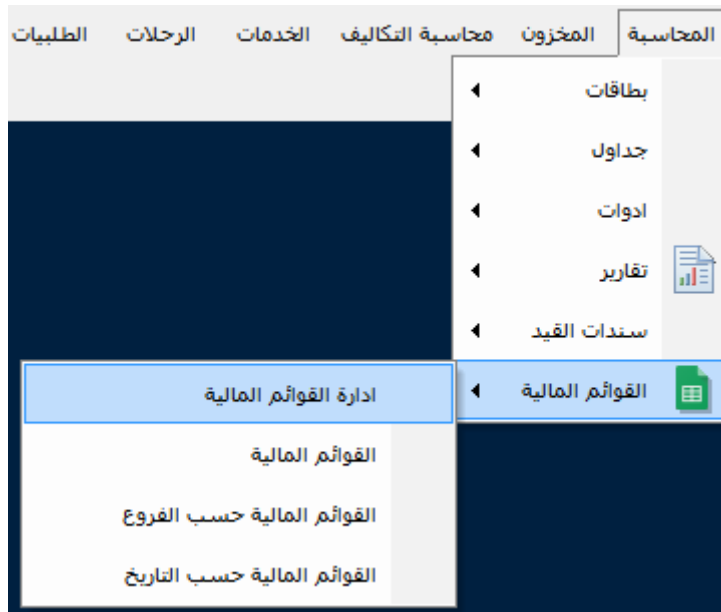 المحاسبة المخزون محاسبة التكاليف الخدمات الرحلات الطلبيات
بطاقات
جداول
ادوات
تقارير
سندات القيد
القوائم المالية
ادارة القوائم المالية
القوائم المالية
القوائم المالية حسب الفروع
القوائم المالية حسب التاريخ